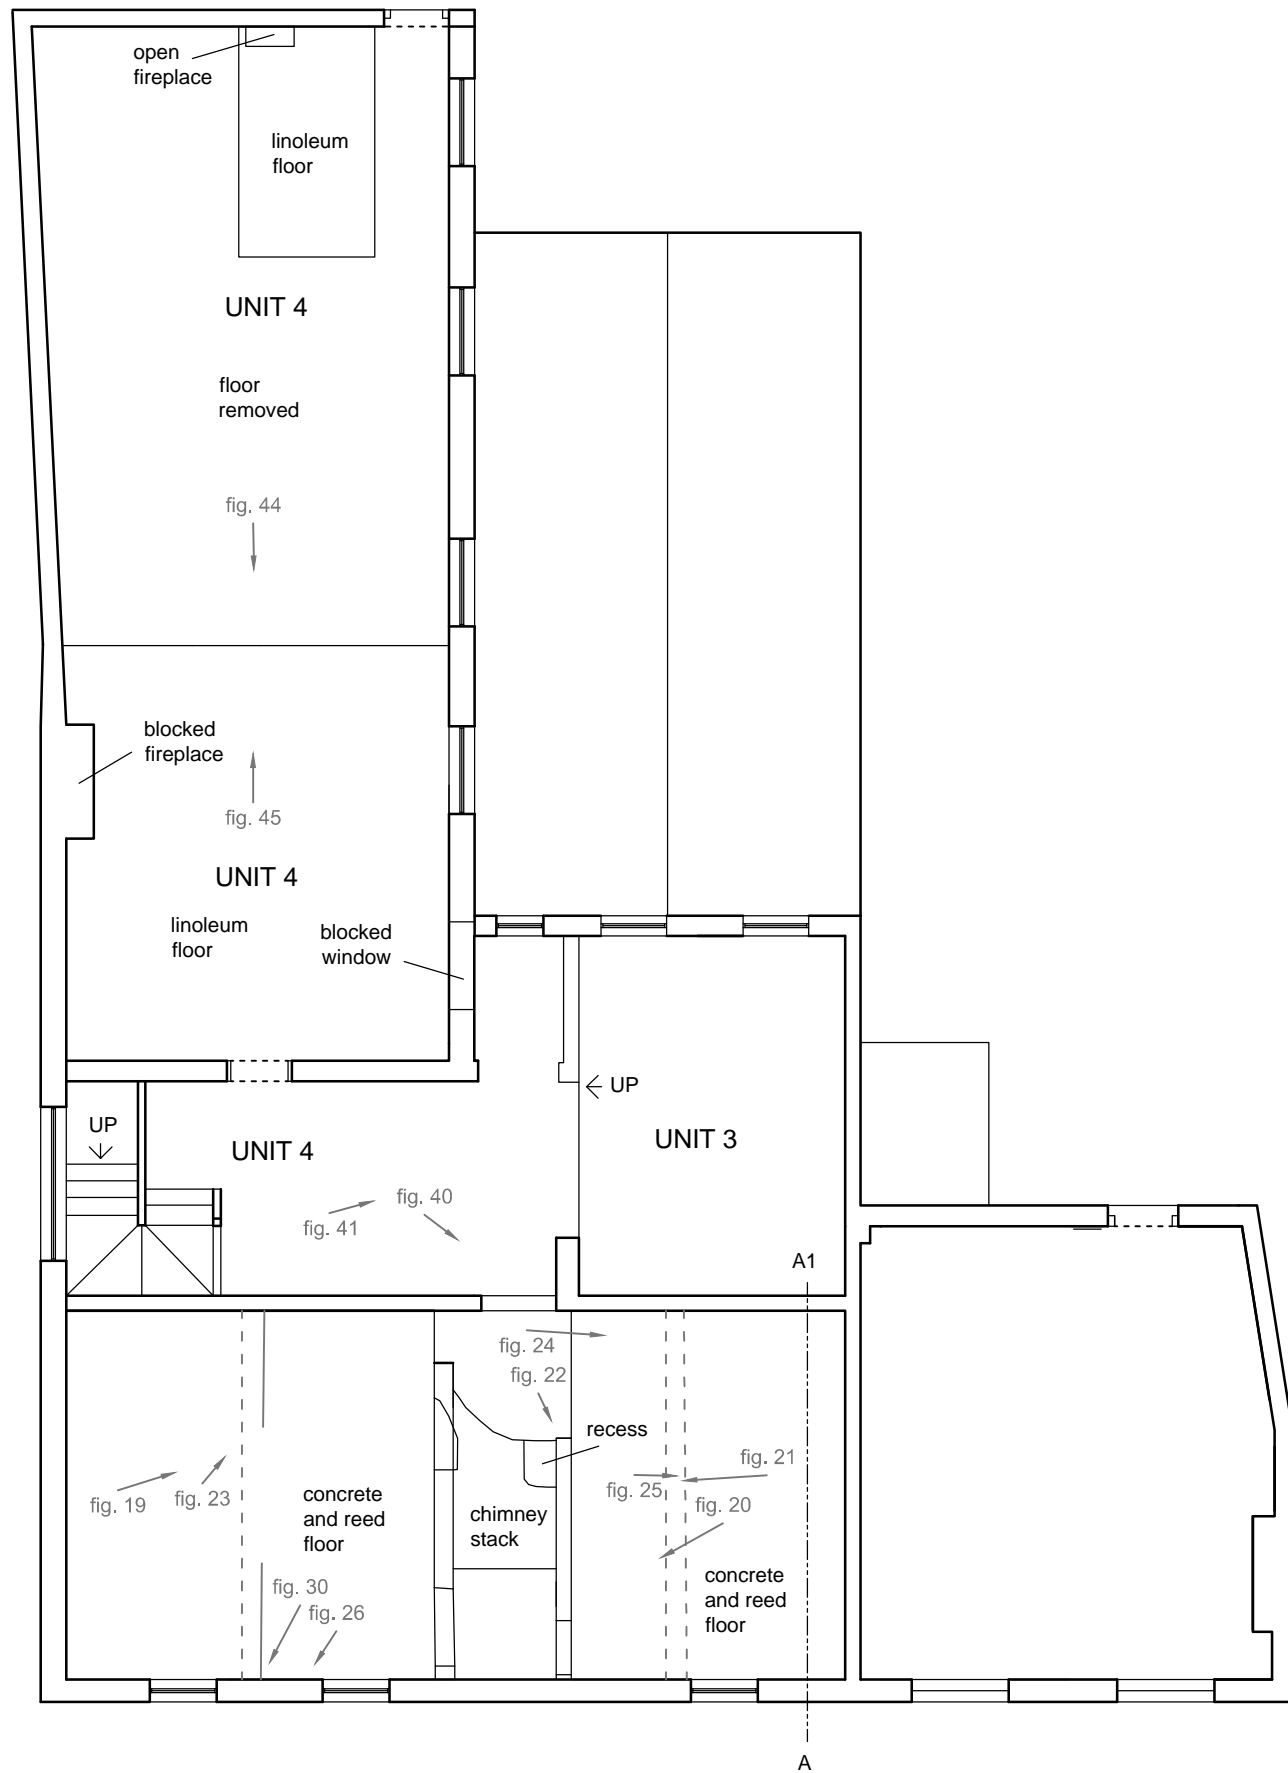 open
fireplace
linoleum
floor
UNIT 4
floor
removed
fig. 44
blocked
fireplace
fig. 45
UNIT 4
linoleum
floor
blocked
window
UP
UP
UNIT 4
UNIT 3
fig. 40
fig. 41
A1
fig. 24
fig. 22
recess
fig. 21
fig. 25
fig. 19
fig. 23
fig. 20
concrete
and reed
floor
chimney
stack
concrete
and reed
floor
fig. 30
fig. 26
A